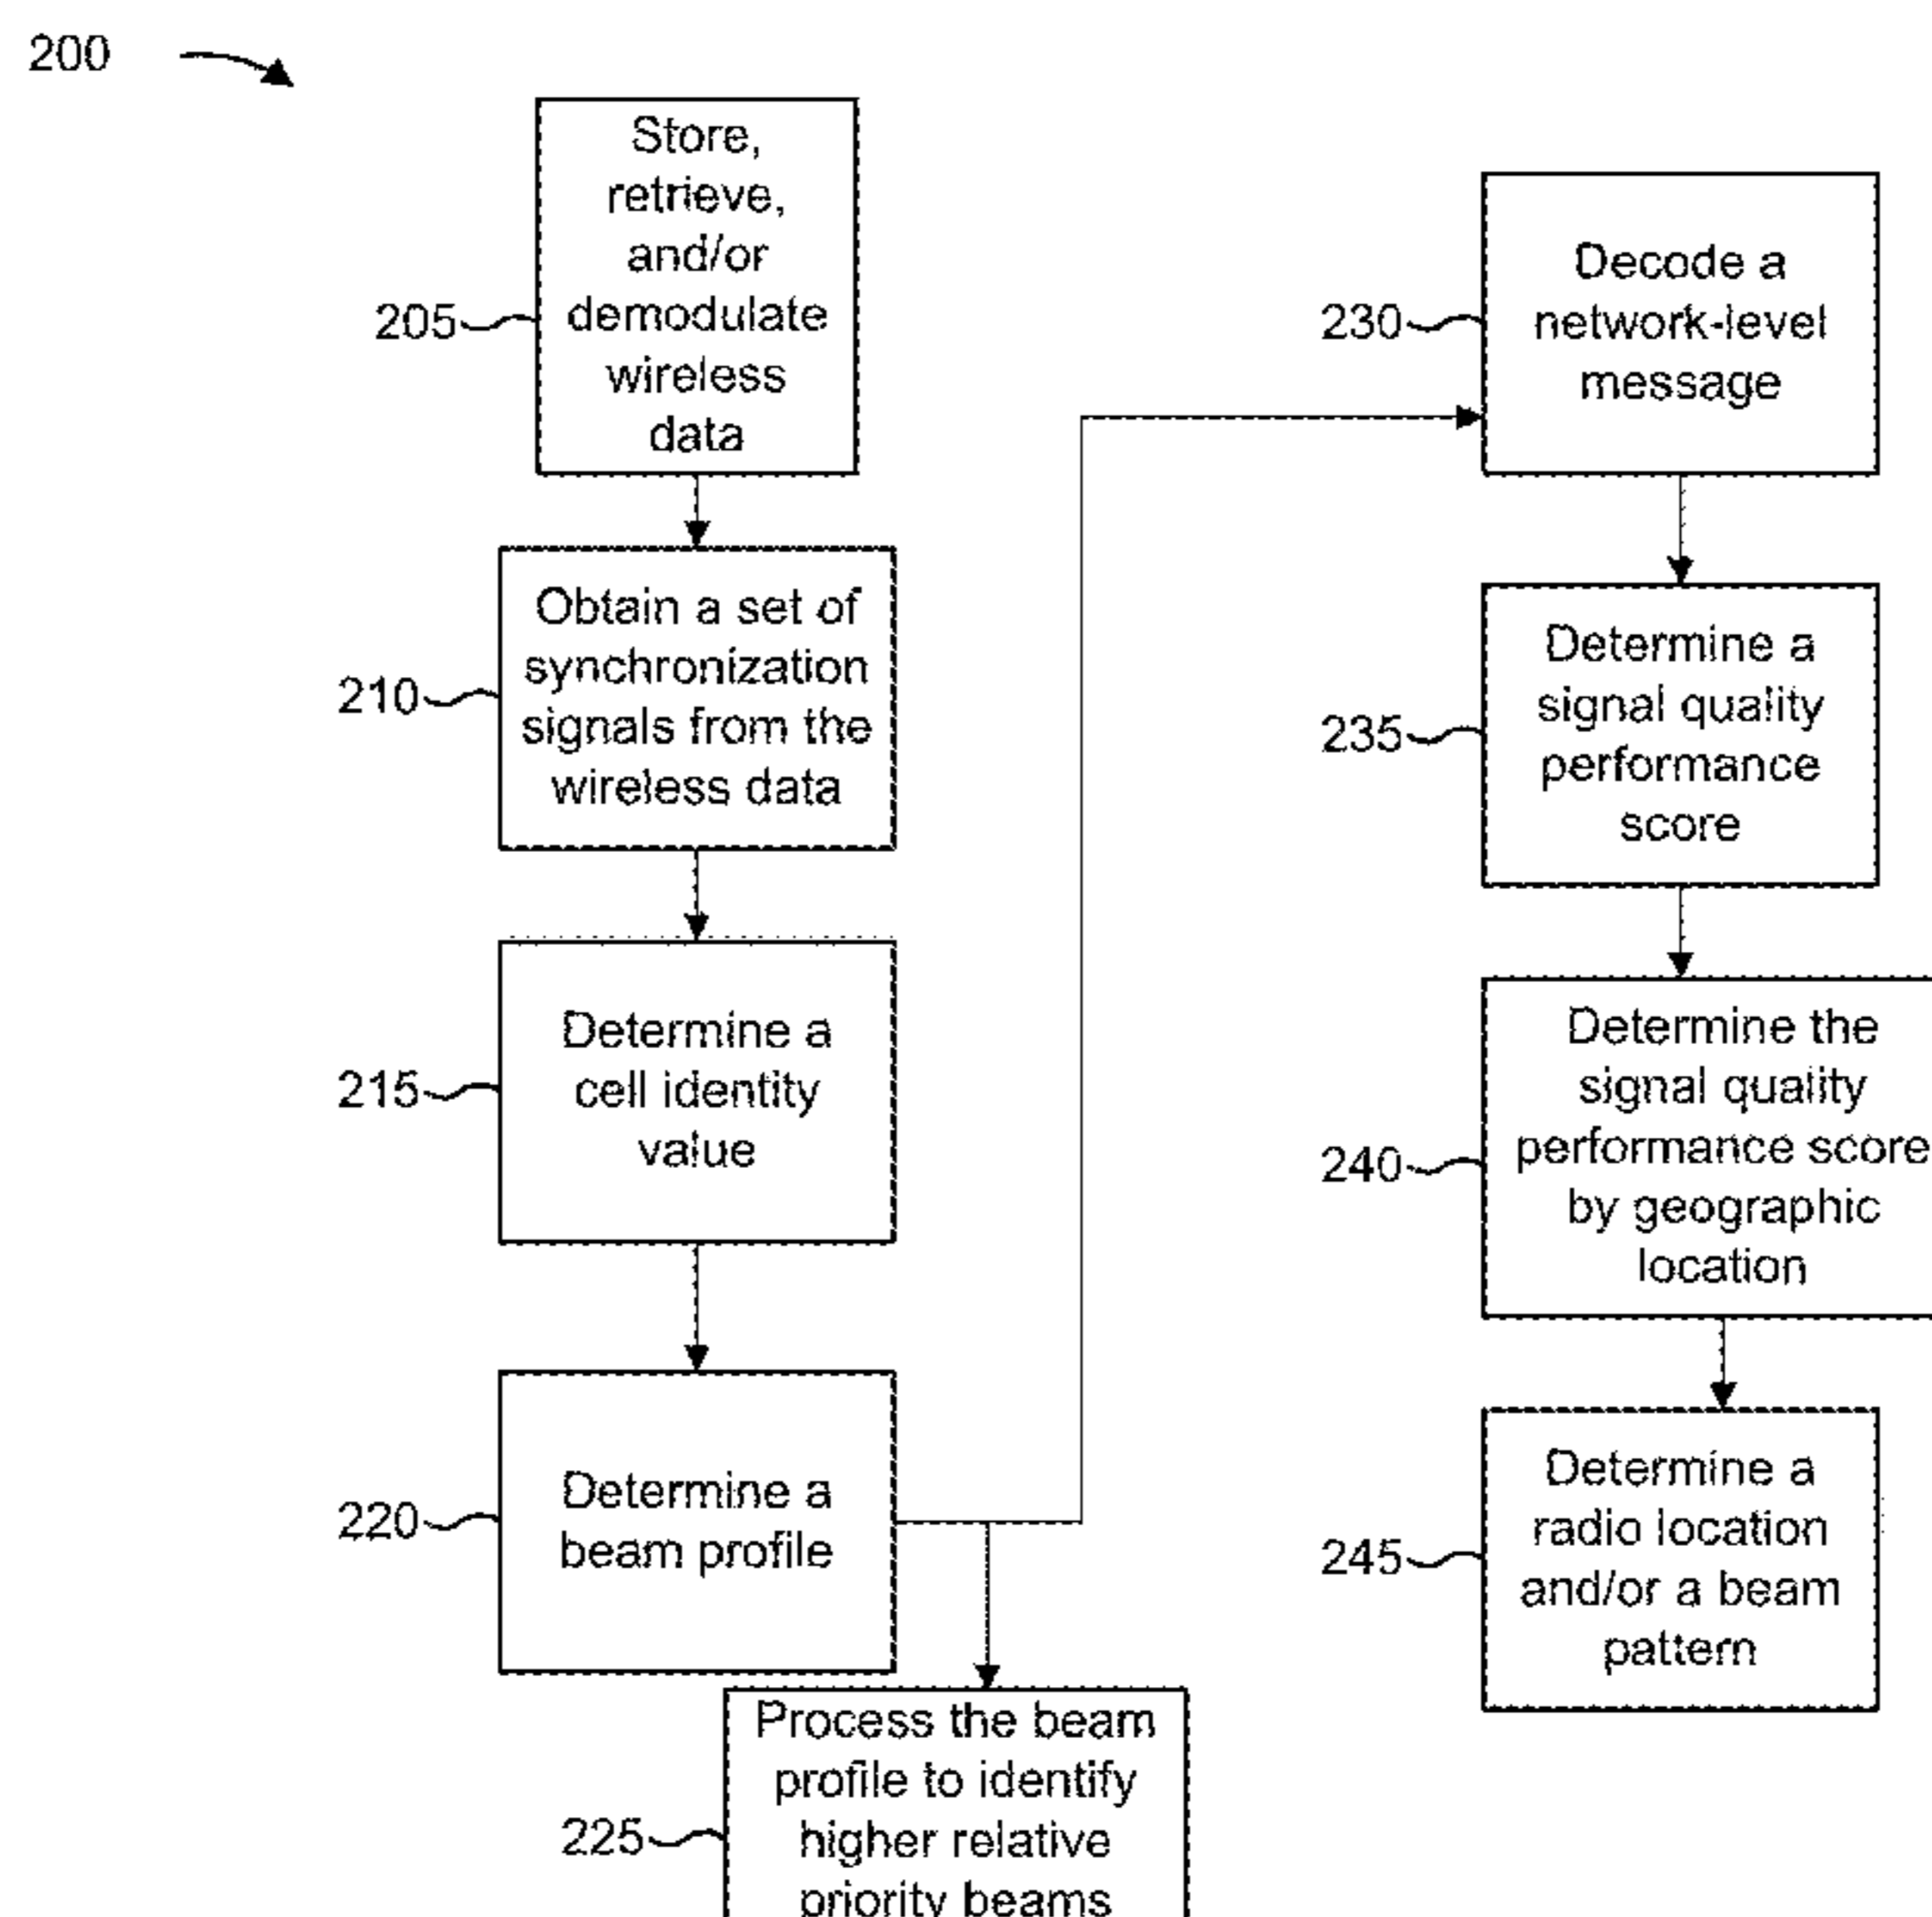 200
Store,
retrieve,
and/or
demodulate
wireless
data
205
Obtain a set of
synchronization
signals from the
wireless data
210
Determine a
cell identity
value
215
Determine a
beam profile
220
Process the beam
profile to identify
higher relative
priority beams
225
Decode a
network-level
message
230
Determine a
signal quality
performance
score
235
Determine the
signal quality
performance score
by geographic
location
240
Determine a
radio location
and/or a beam
pattern
245